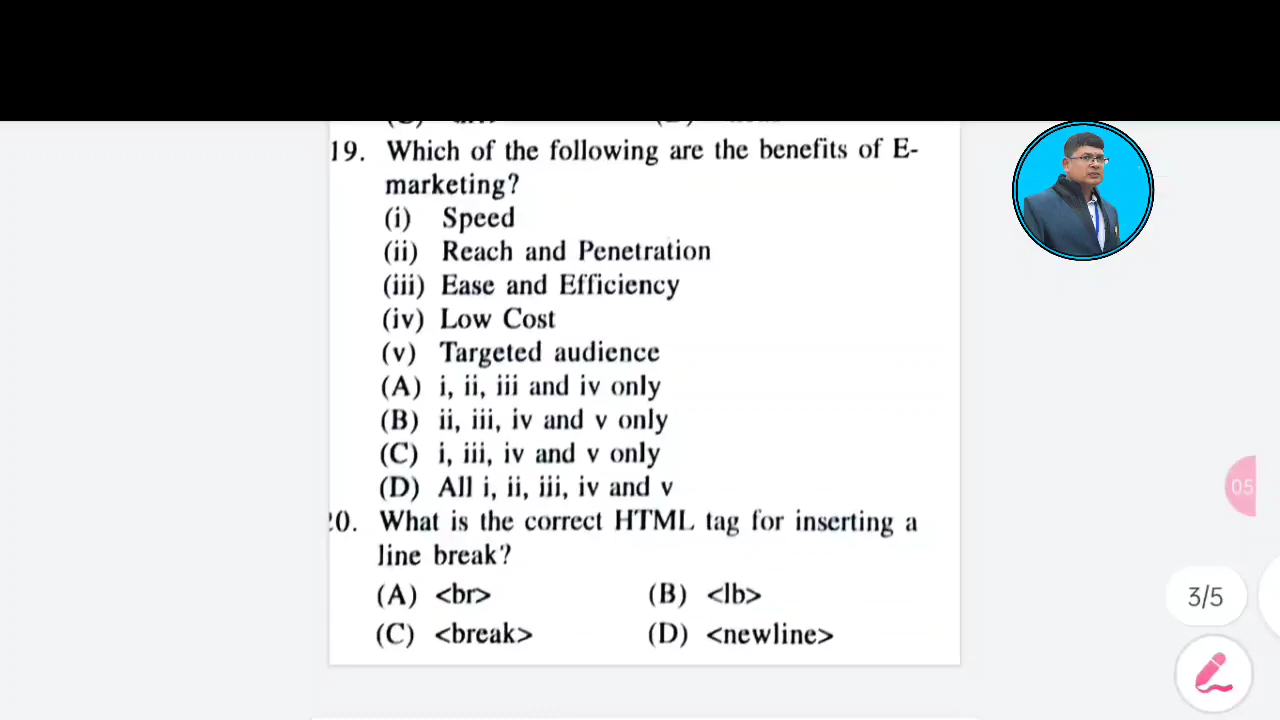 19. Which of the following are the benefits of E-
marketing?
(i) Speed
(ii) Reach and Penetration
(iii) Ease and Efficiency
(iv) Low Cost
(v) Targeted audience
(A) i, ii, iii and iv only
(B) ii, iii, iv and v only
(C) i, iii, iv and v only
(D) All i, ii, iii, iv and v
20. What is the correct HTML tag for inserting a
line break?
(A) <br> (B) <lb>
(C) <break> (D) <newline>
05
3/5